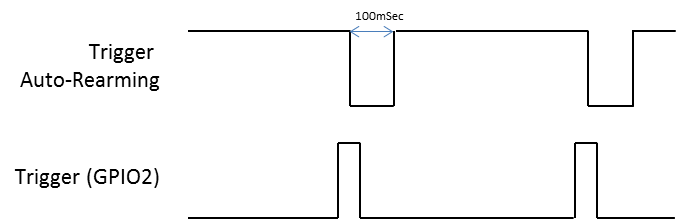 100mSec
Trigger
Auto-Rearming
Trigger (GPIO2)